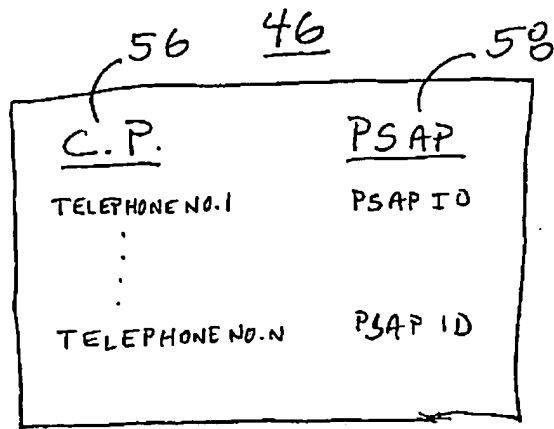 56 46 58
C.P. PSAP
TELEPHONE NO.1 PSAP ID
TELEPHONE NO.N PSAP ID